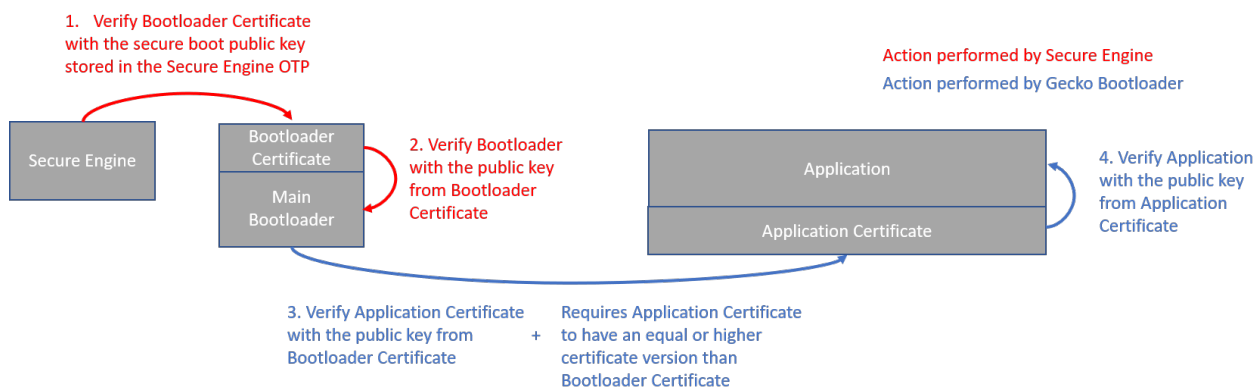 1. Verify Bootloader Certificate
with the secure boot public key
stored in the Secure Engine OTP
Action performed by Secure Engine
Action performed by Gecko Bootloader
Secure Engine
Bootloader
Certificate
Main
Bootloader
2. Verify Bootloader
with the public key
from Bootloader
Certificate
Application
Application Certificate
4. Verify Application
with the public key
from Application
Certificate
3. Verify Application Certificate
with the public key from
Bootloader Certificate
+
Requires Application Certificate
to have an equal or higher
certificate version than
Bootloader Certificate